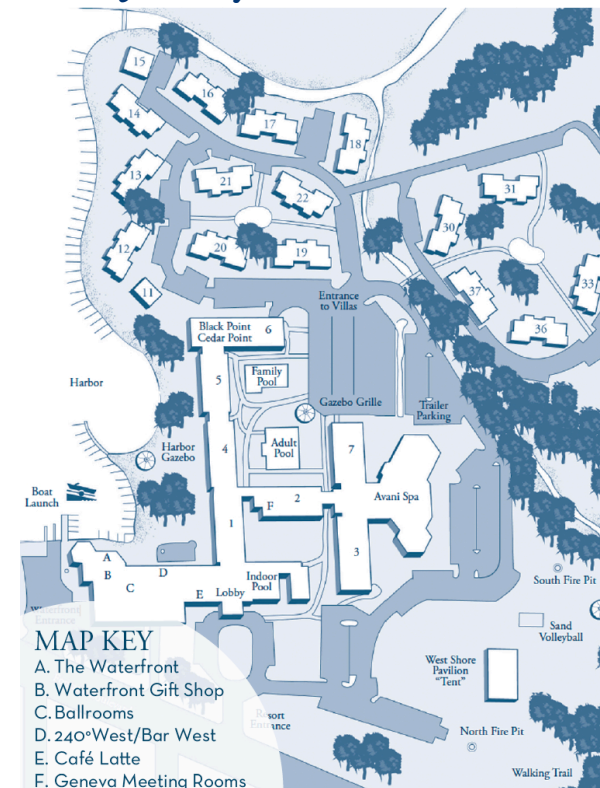 15
16
14
17
18
13
21
31
22
30
12
20
19
11
37
33
36
Entrance
to Villas
Black Point
Cedar Point
6
Family
Pool
5
Harbor
Gazebo Grille
Trailer
Parking
Adult
Pool
4
7
Harbor
Gazebo
Boat
Launch
Avani Spa
2
F
1
3
A
B
C
D
E
Lobby
Indoor
Pool
South Fire Pit
Waterfront
Entrance
Sand
Volleyball
MAP KEY
A. The Waterfront
B. Waterfront Gift Shop
C. Ballrooms
D. 240°West/Bar West
E. Café Latte
F. Geneva Meeting Rooms
West Shore
Pavilion
"Tent"
Resort
Entrance
North Fire Pit
Walking Trail